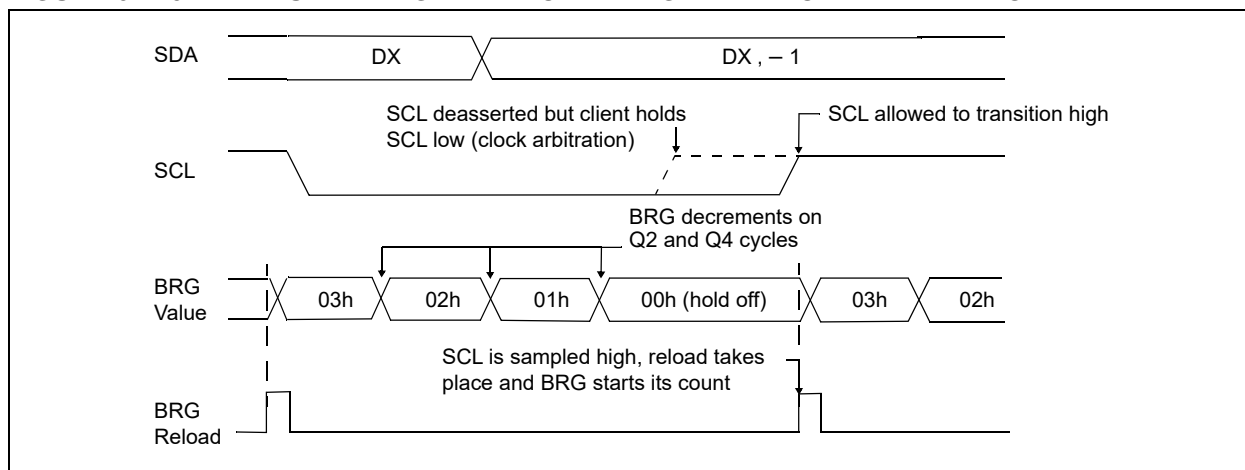 SDA
DX
DX , – 1
SCL deasserted but client holds
SCL low (clock arbitration)
SCL allowed to transition high
SCL
BRG decrements on
Q2 and Q4 cycles
BRG
Value
03h
02h
01h
00h (hold off)
03h
02h
SCL is sampled high, reload takes
place and BRG starts its count
BRG
Reload